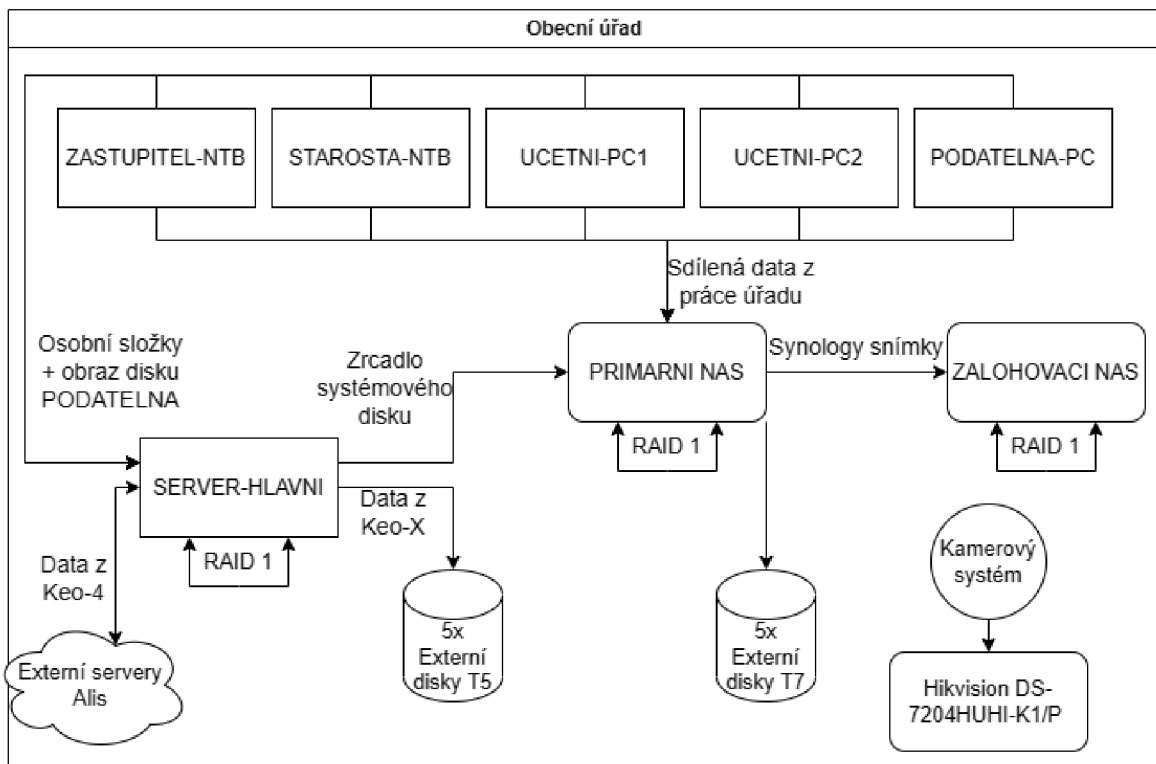 Obecní úřad
ZASTUPITEL-NTB
STAROSTA-NTB
UCETNI-PC1
UCETNI-PC2
PODATELNA-PC
Sdílená data z
práce úřadu
Osobní složky
+ obraz disku
PODATELNA
Zrcadlo
systémového
disku
PRIMARNI NAS
Synology snímky
ZALOHOVACI NAS
RAID 1
RAID 1
SERVER-HLAVNI
Data z
Keo-X
RAID 1
Data z
Keo-4
Kamerový
systém
5x
Externí
disky T5
5x
Externí
disky T7
Externí servery
Alis
Hikvision DS-
7204HUHI-K1/P